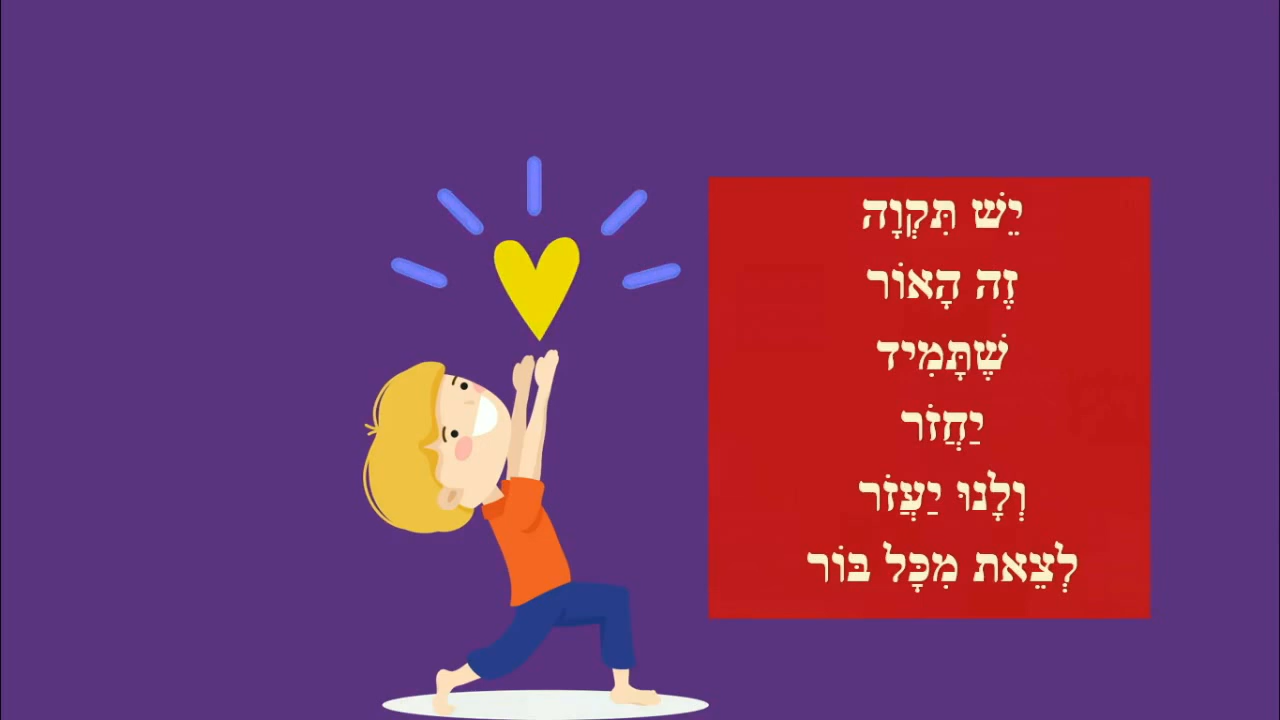 יֵשׁ תִּקְוָה
זֶה הָאוֹר
שֶׁתָּמִיד
יַחֲזֹר
וְלָנוּ יַעֲזֹר
לְצֵאת מִכָּל בּוֹר